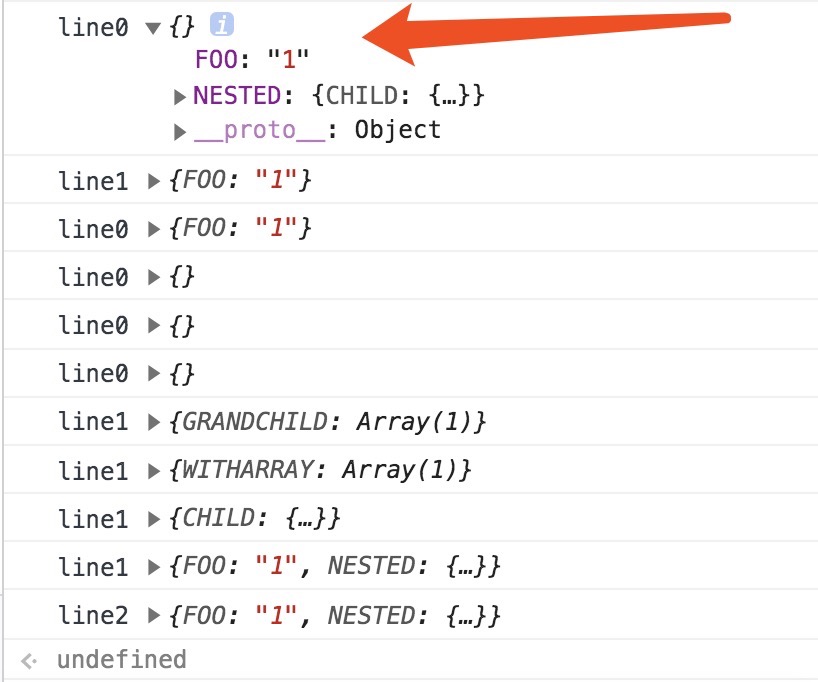 line0 ▼{} i
FOO: "1"
▶NESTED: {CHILD: {…}}
▶__proto__: Object
line1 ▶{FOO: "1"}
line0 ▶{FOO: "1"}
line0 ▶{}
line0 ▶{}
line0 ▶{}
line1 ▶{GRANDCHILD: Array(1)}
line1 ▶{WITHARRAY: Array(1)}
line1 ▶{CHILD: {…}}
line1 ▶{FOO: "1", NESTED: {…}}
line2 ▶{FOO: "1", NESTED: {…}}
undefined